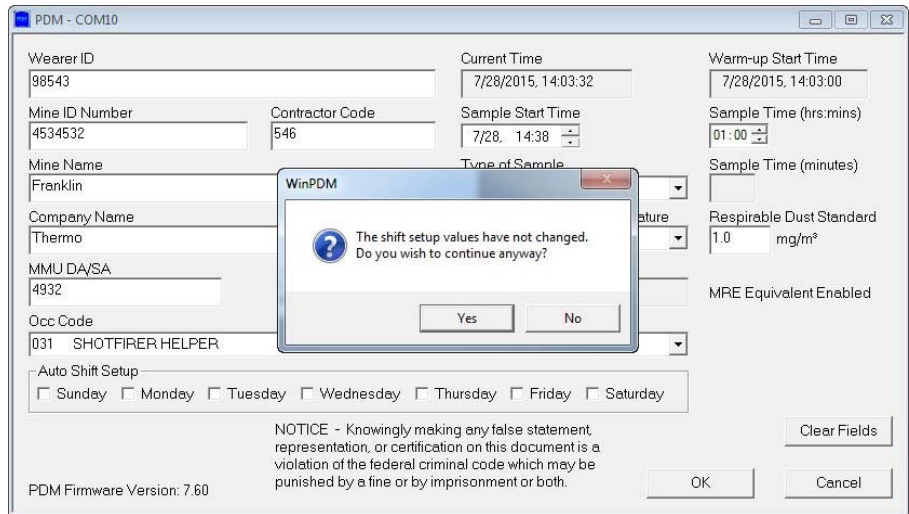 PDM - COM10
Wearer ID
98543
Current Time
7/28/2015, 14:03:32
Warm-up Start Time
7/28/2015, 14:03:00
Mine ID Number
4534532
Contractor Code
546
Sample Start Time
7/28, 14:38
Sample Time (hrs:mins)
01:00
Mine Name
Franklin
Type of Sample
Sample Time (minutes)
Company Name
Thermo
ature
Respirable Dust Standard
1.0 mg/m³
WinPDM
The shift setup values have not changed.
Do you wish to continue anyway?
Yes No
MMU DA/SA
4932
MRE Equivalent Enabled
Occ Code
031 SHOTFIRER HELPER
Auto Shift Setup
Sunday Monday Tuesday Wednesday Thursday Friday Saturday
NOTICE - Knowingly making any false statement,
representation, or certification on this document is a
violation of the federal criminal code which may be
punished by a fine or by imprisonment or both.
Clear Fields
PDM Firmware Version: 7.60
OK Cancel